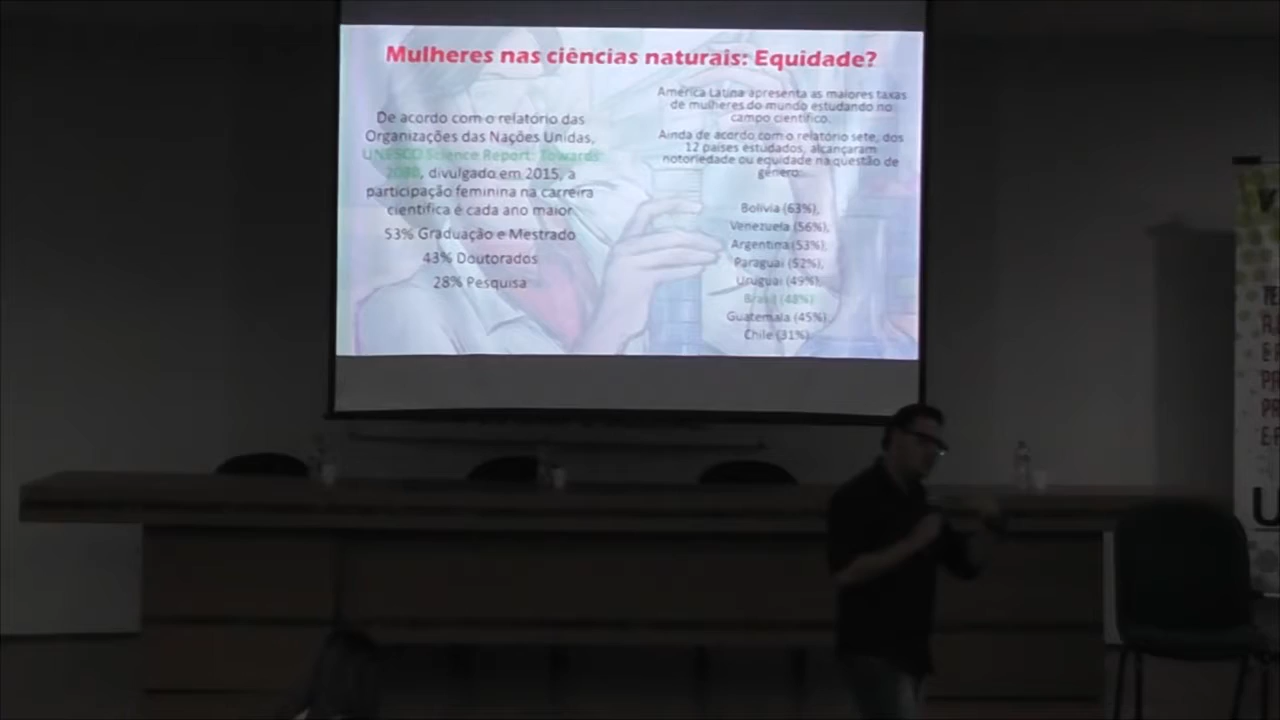 Mulheres nas ciências naturais: Equidade?
De acordo com o relatório das
Organizações das Nações Unidas,
UNESCO Science Report: Towards
2030, divulgado em 2015, a
participação feminina na carreira
cientifica é cada ano maior
53% Graduação e Mestrado
43% Doutorados
28% Pesquisa
América Latina apresenta as maiores taxas
de mulheres do mundo estudando no
campo científico.
Ainda de acordo com o relatório sete, dos
12 países estudados, alcançaram
notoriedade ou equidade na questão de
gênero:
Bolívia (63%),
Venezuela (56%),
Argentina (53%),
Paraguai (52%),
Uruguai (49%),
Brasil (48%)
Guatemala (45%)
Chile (31%)